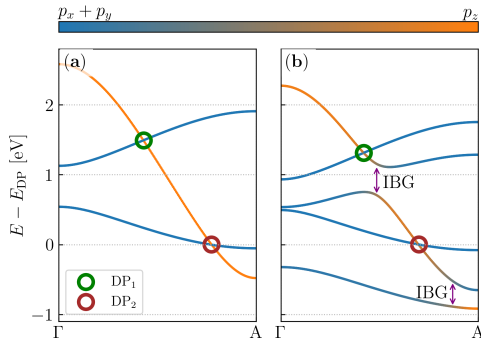 p_x + p_y
p_z
(a)
(b)
E − E_DP [eV]
2
1
0
−1
IBG
IBG
DP_1
DP_2
Γ
A
Γ
A